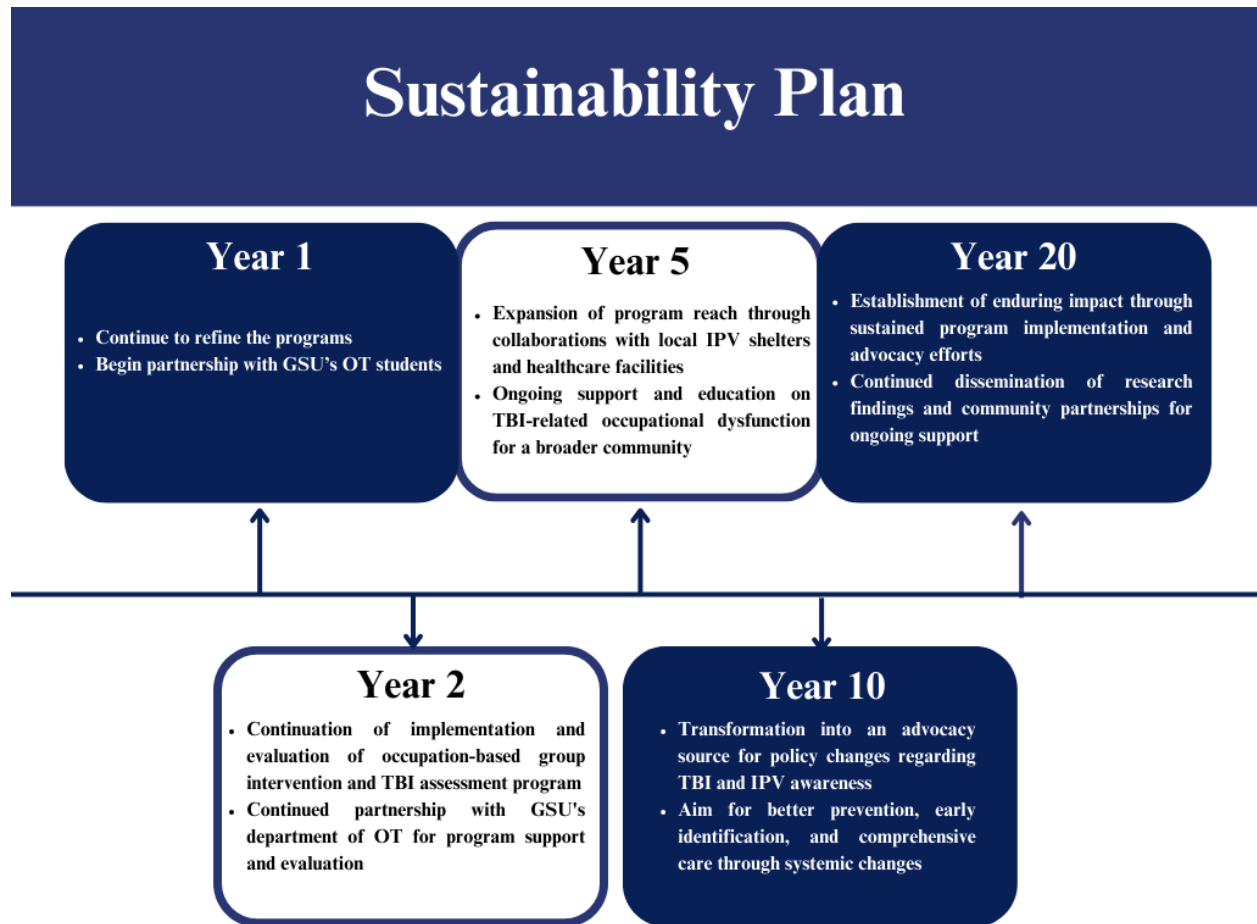 Sustainability Plan
Year 1
• Continue to refine the programs
• Begin partnership with GSU’s OT students
Year 5
• Expansion of program reach through
collaborations with local IPV shelters
and healthcare facilities
• Ongoing support and education on
TBI-related occupational dysfunction
for a broader community
Year 20
• Establishment of enduring impact through
sustained program implementation and
advocacy efforts
• Continued dissemination of research
findings and community partnerships for
ongoing support
Year 2
• Continuation of implementation and
evaluation of occupation-based group
intervention and TBI assessment program
• Continued partnership with GSU's
department of OT for program support
and evaluation
Year 10
• Transformation into an advocacy
source for policy changes regarding
TBI and IPV awareness
• Aim for better prevention, early
identification, and comprehensive
care through systemic changes